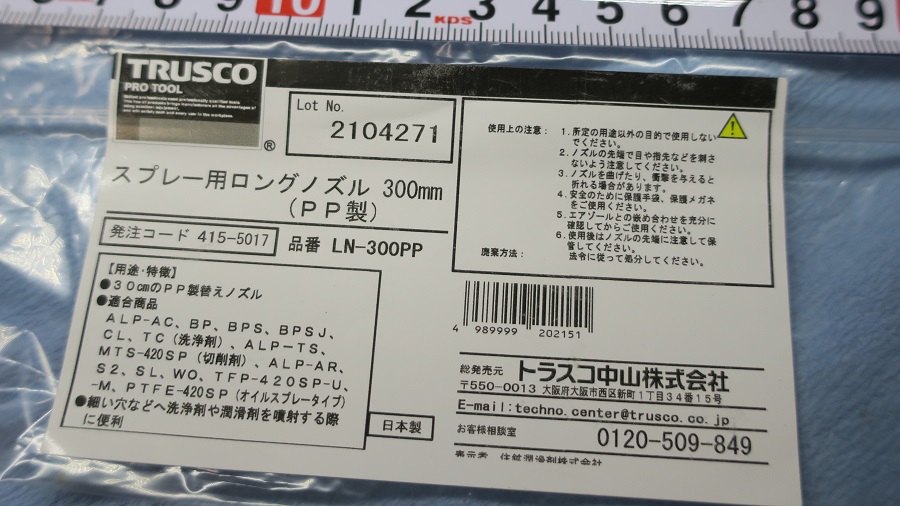 10 1 2 3 4 5 6 7 8 9
KDS
TRUSCO
PRO TOOL
®
Lot No.
2104271
スプレー用ロングノズル 300mm
（ＰＰ製）
発注コード 415-5017
品番 LN-300PP
【用途・特徴】
●３０cmのＰＰ製替えノズル
●適合商品
ALP-AC、BP、BPS、BPSJ、
CL、TC（洗浄剤）、ALP-TS、
MTS-420SP（切削剤）、ALP-AR、
S2、SL、WO、TFP-420SP-U、
-M、PTFE-420SP（オイルスプレータイプ）
●細い穴などへ洗浄剤や潤滑剤を噴射する際
に便利
日本製
使用上の注意： 1.所定の用途以外の目的で使用しない
でください。
2.ノズルの先端で目や指先などを刺さ
ないよう注意してください。
3.ノズルを曲げたり、衝撃を与えると
折れる場合があります。
4.安全のために保護手袋、保護メガネ
をご使用ください。
5.エアゾールとの嵌め合わせを充分に
確認してからご使用ください。
6.使用後はノズルの先端に注意して保
管してください。
廃棄方法： 法令に従って処分してください。
4 989999 202151
総発売元 トラスコ中山株式会社
〒550-0013 大阪府大阪市西区新町１丁目３４番１５号
E-mail:techno.center@trusco.co.jp
お客様相談室 0120-509-849
表示者 住鉱潤滑剤株式会社